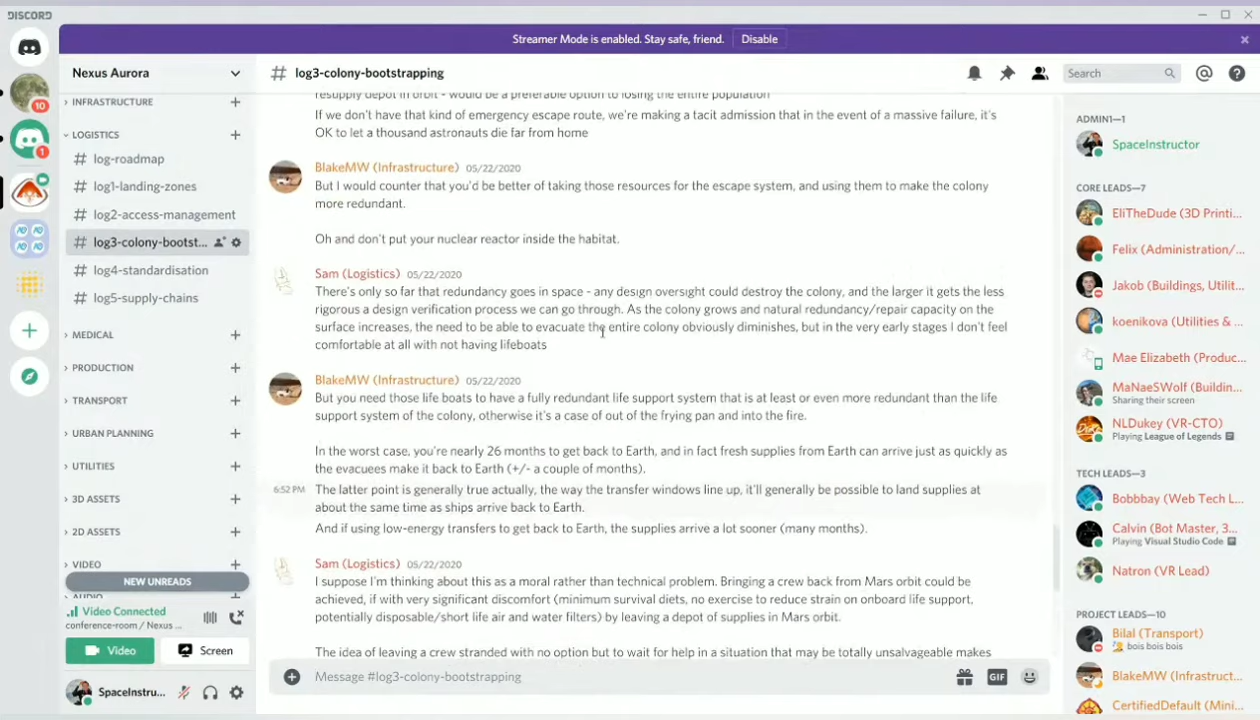 DISCORD
Streamer Mode is enabled. Stay safe, friend.
Disable
Nexus Aurora
# log3-colony-bootstrapping
Search
INFRASTRUCTURE
LOGISTICS
# log-roadmap
# log1-landing-zones
# log2-access-management
# log3-colony-bootst...
# log4-standardisation
# log5-supply-chains
MEDICAL
PRODUCTION
TRANSPORT
URBAN PLANNING
UTILITIES
3D ASSETS
2D ASSETS
VIDEO
NEW UNREADS
Video Connected
conference-room / Nexus ...
Video
Screen
SpaceInstru...
10
1
resupply depot in orbit - would be a preferable option to losing the entire population
If we don't have that kind of emergency escape route, we're making a tacit admission that in the event of a massive failure, it's
OK to let a thousand astronauts die far from home
BlakeMW (Infrastructure) 05/22/2020
But I would counter that you'd be better of taking those resources for the escape system, and using them to make the colony
more redundant.
Oh and don't put your nuclear reactor inside the habitat.
Sam (Logistics) 05/22/2020
There's only so far that redundancy goes in space - any design oversight could destroy the colony, and the larger it gets the less
rigorous a design verification process we can go through. As the colony grows and natural redundancy/repair capacity on the
surface increases, the need to be able to evacuate the entire colony obviously diminishes, but in the very early stages I don't feel
comfortable at all with not having lifeboats
BlakeMW (Infrastructure) 05/22/2020
But you need those life boats to have a fully redundant life support system that is at least or even more redundant than the life
support system of the colony, otherwise it's a case of out of the frying pan and into the fire.
In the worst case, you're nearly 26 months to get back to Earth, and in fact fresh supplies from Earth can arrive just as quickly as
the evacuees make it back to Earth (+/- a couple of months).
6:52 PM The latter point is generally true actually, the way the transfer windows line up, it'll generally be possible to land supplies at
about the same time as ships arrive back to Earth.
And if using low-energy transfers to get back to Earth, the supplies arrive a lot sooner (many months).
Sam (Logistics) 05/22/2020
I suppose I'm thinking about this as a moral rather than technical problem. Bringing a crew back from Mars orbit could be
achieved, if with very significant discomfort (minimum survival diets, no exercise to reduce strain on onboard life support,
potentially disposable/short life air and water filters) by leaving a depot of supplies in Mars orbit.
The idea of leaving a crew stranded with no option but to wait for help in a situation that may be totally unsalvageable makes
Message #log3-colony-bootstrapping
GIF
ADMIN1—1
SpaceInstructor
CORE LEADS—7
EliTheDude (3D Printi...
Felix (Administration/...
Jakob (Buildings, Utilit...
koenikova (Utilities & ...
Mae Elizabeth (Produc...
MaNaeSWolf (Buildin...
Sharing their screen
NLDukey (VR-CTO)
Playing League of Legends
TECH LEADS—3
Bobbbay (Web Tech L...
Calvin (Bot Master, 3...
Playing Visual Studio Code
Natron (VR Lead)
PROJECT LEADS—10
Bilal (Transport)
bois bois bois
BlakeMW (Infrastruct...
CertifiedDefault (Mini...